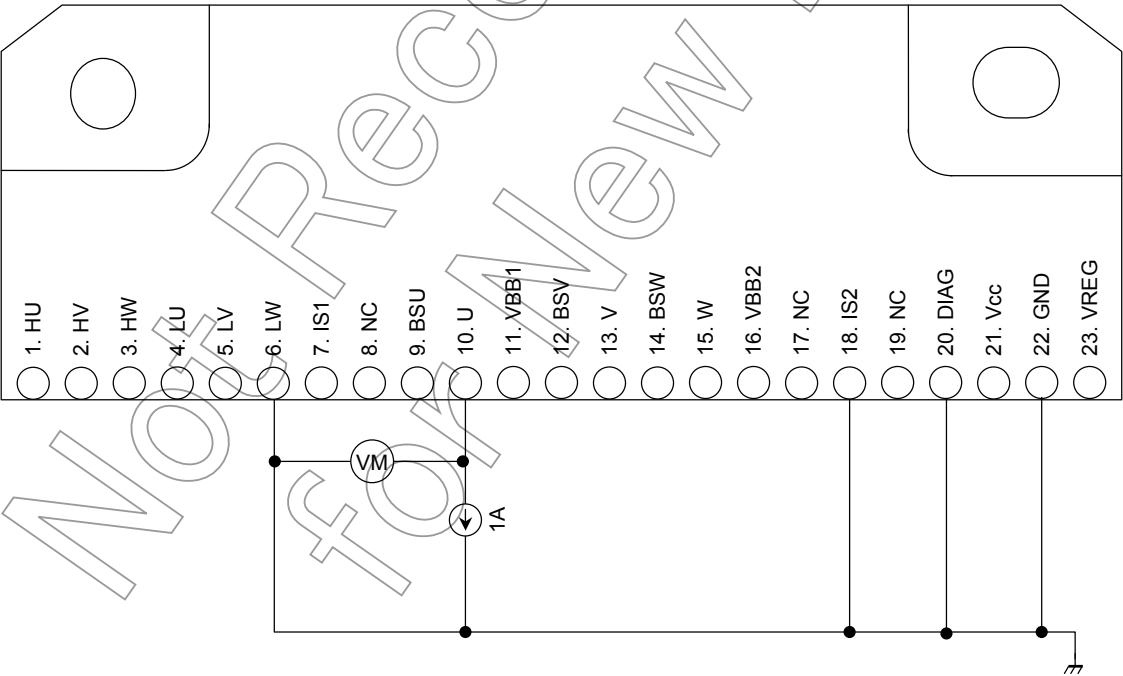 Not Reco
for New
1. HU
2. HV
3. HW
4. LU
5. LV
6. LW
7. IS1
8. NC
9. BSU
10. U
11. VBB1
12. BSV
13. V
14. BSW
15. W
16. VBB2
17. NC
18. IS2
19. NC
20. DIAG
21. Vcc
22. GND
23. VREG
VM
1A